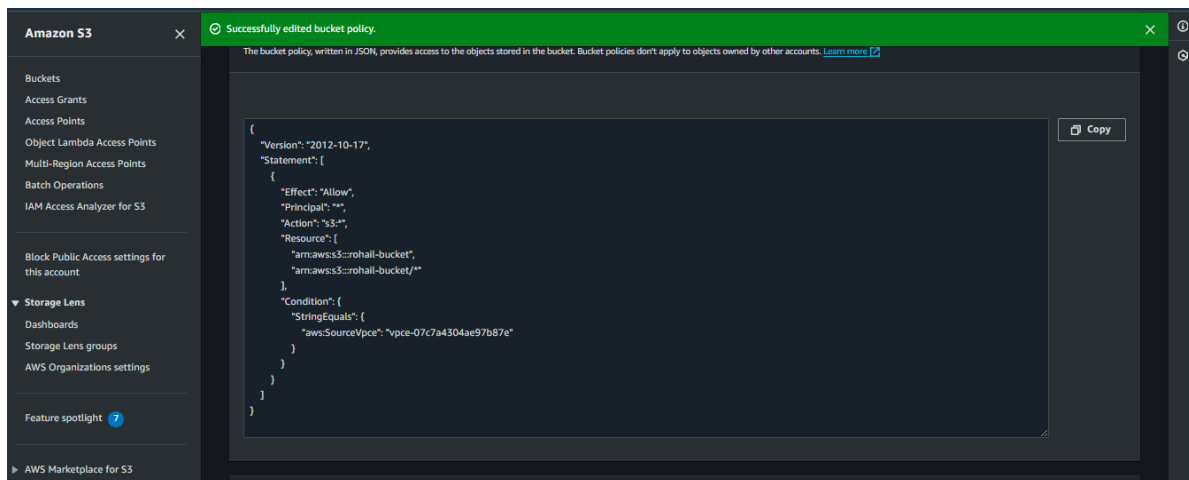 Amazon S3
Buckets
Access Grants
Access Points
Object Lambda Access Points
Multi-Region Access Points
Batch Operations
IAM Access Analyzer for S3
Block Public Access settings for
this account
Storage Lens
Dashboards
Storage Lens groups
AWS Organizations settings
Feature spotlight 7
AWS Marketplace for S3
Successfully edited bucket policy.
The bucket policy, written in JSON, provides access to the objects stored in the bucket. Bucket policies don't apply to objects owned by other accounts. Learn more
Copy
{
"Version": "2012-10-17",
"Statement": [
{
"Effect": "Allow",
"Principal": "*",
"Action": "s3:*",
"Resource": [
"arn:aws:s3:::rohail-bucket",
"arn:aws:s3:::rohail-bucket/*"
],
"Condition": {
"StringEquals": {
"aws:SourceVpce": "vpce-07c7a4304ae97b87e"
}
}
}
]
}